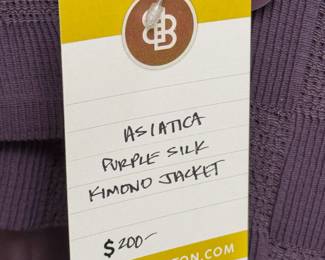 B
ASIATICA
PURPLE SILK
KIMONO JACKET
$200-
TON.COM